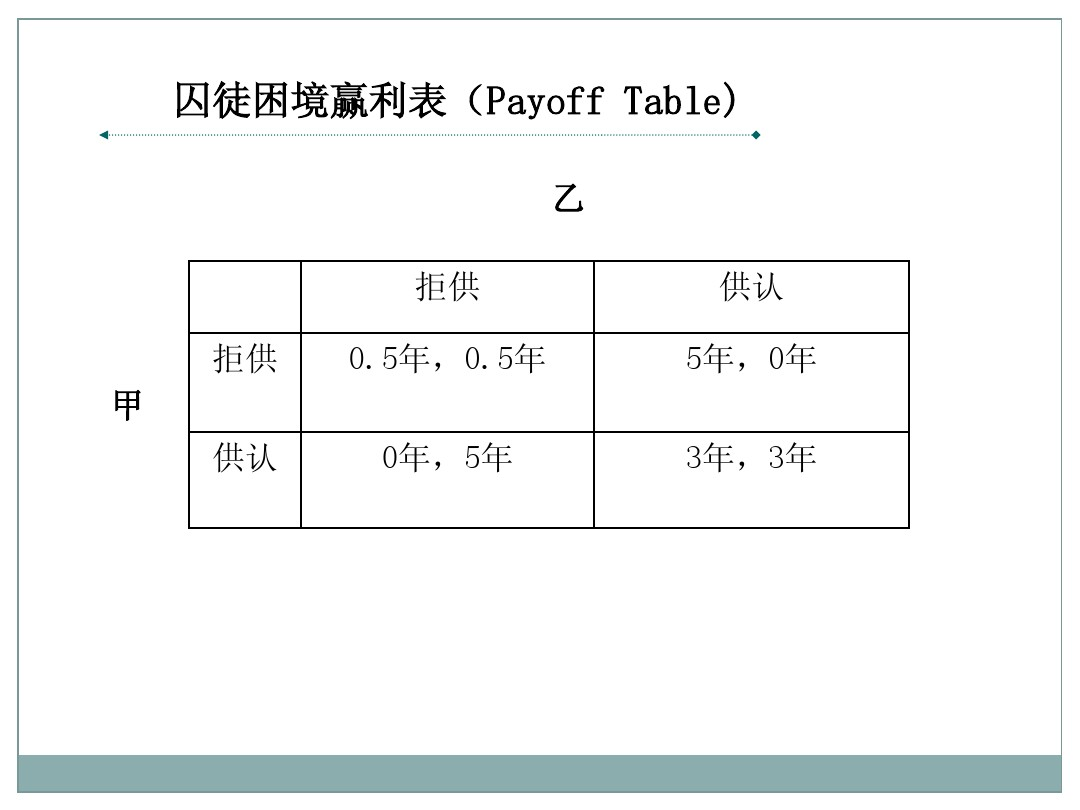 囚徒困境赢利表（Payoff Table)
乙
拒供 供认
拒供 0.5年，0.5年 5年，0年
甲
供认 0年，5年 3年，3年